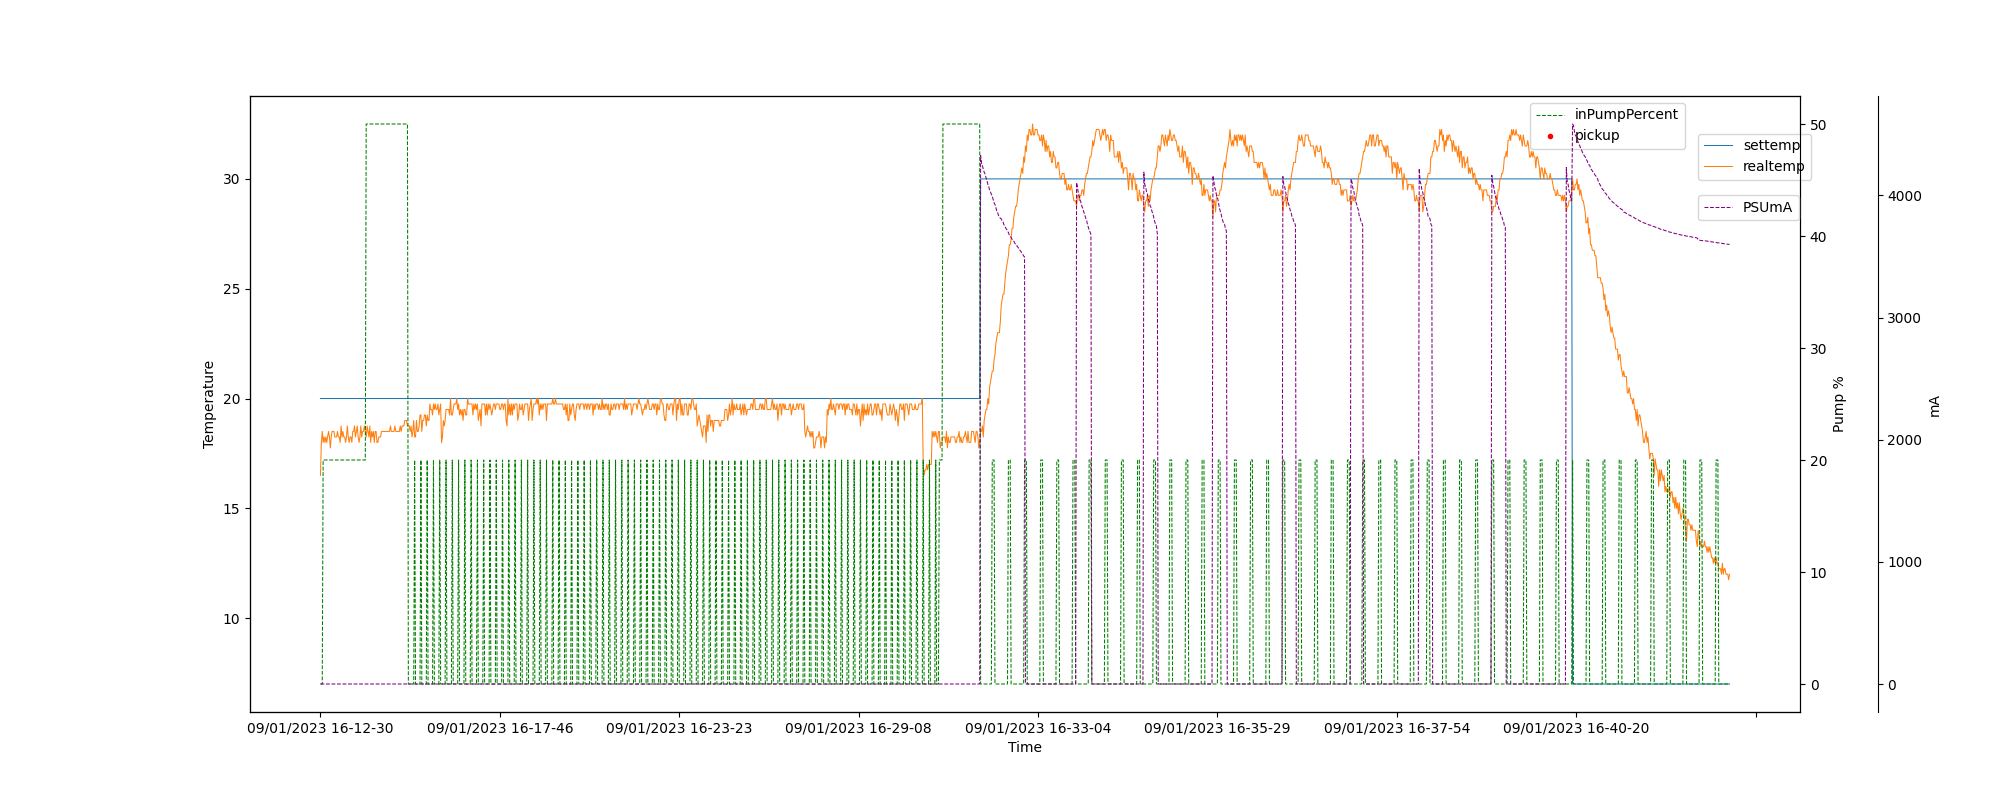 inPumpPercent
pickup
settemp
realtemp
PSUmA
30
25
20
15
10
Temperature
50
40
30
20
10
0
Pump %
4000
3000
2000
1000
0
mA
09/01/2023 16-12-30
09/01/2023 16-17-46
09/01/2023 16-23-23
09/01/2023 16-29-08
09/01/2023 16-33-04
09/01/2023 16-35-29
09/01/2023 16-37-54
09/01/2023 16-40-20
Time